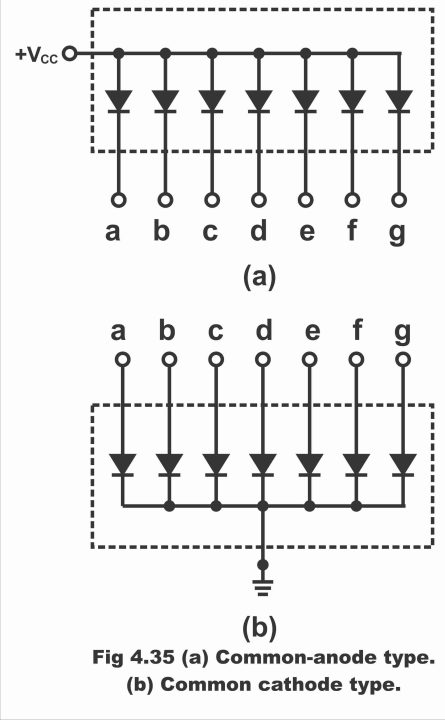 +VCC
a b c d e f g
(a)
a b c d e f g
(b)
Fig 4.35 (a) Common-anode type.
(b) Common cathode type.